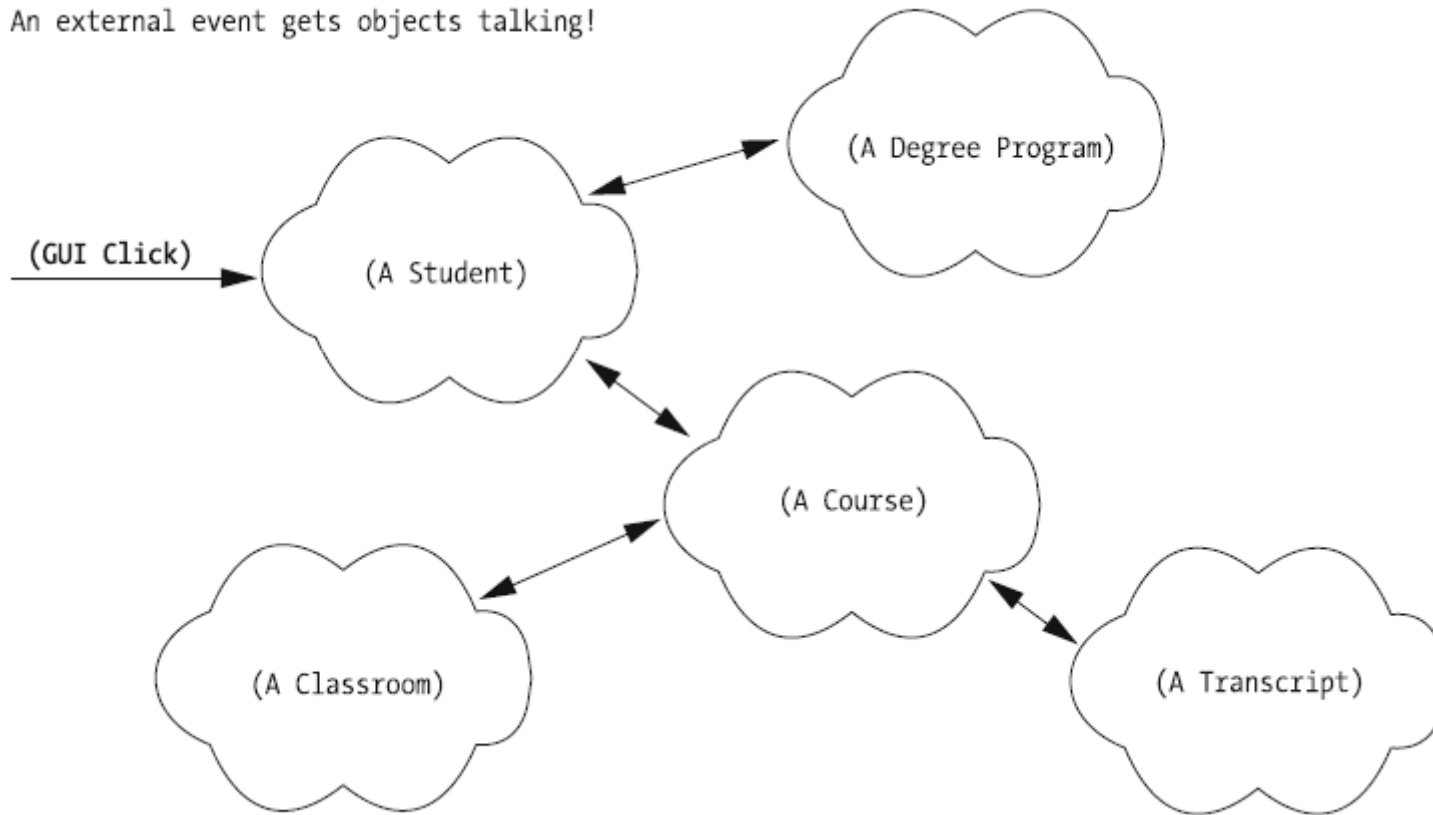 An external event gets objects talking!
(A Degree Program)
(GUI Click)
(A Student)
(A Course)
(A Classroom)
(A Transcript)